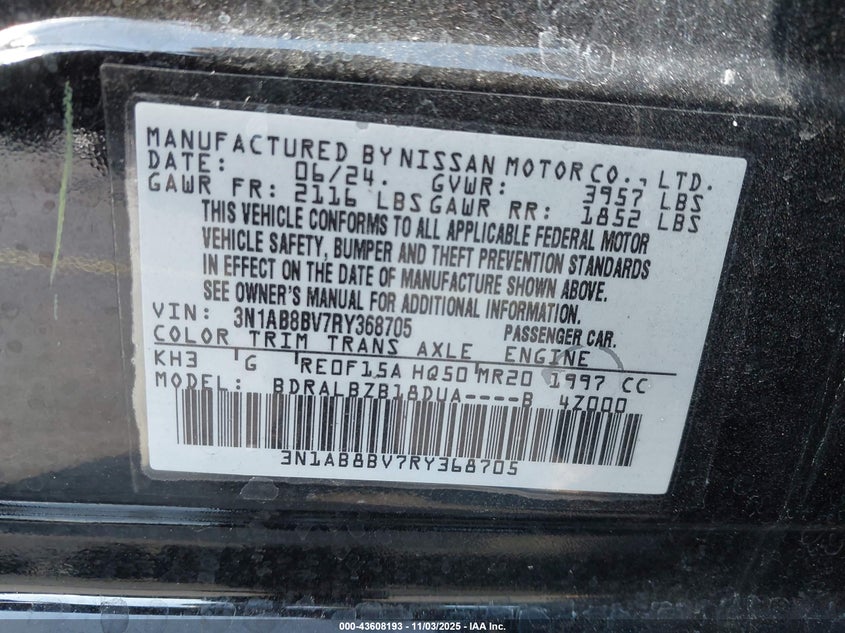 MANUFACTURED BY NISSAN MOTOR CO., LTD.
DATE: 06/24. GVWR: 3957 LBS
GAWR FR: 2116 LBS GAWR RR: 1852 LBS
THIS VEHICLE CONFORMS TO ALL APPLICABLE FEDERAL MOTOR
VEHICLE SAFETY, BUMPER AND THEFT PREVENTION STANDARDS
IN EFFECT ON THE DATE OF MANUFACTURE SHOWN ABOVE.
SEE OWNER'S MANUAL FOR ADDITIONAL INFORMATION.
VIN: 3N1AB8BV7RY368705 PASSENGER CAR.
COLOR TRIM TRANS AXLE ENGINE
KH3 G RE0F15A HQ50 MR20 1997 CC
MODEL: BDRALBZB18DUA----B 4Z000
3N1AB8BV7RY368705
000-43608193 - 11/03/2025 - IAA Inc.